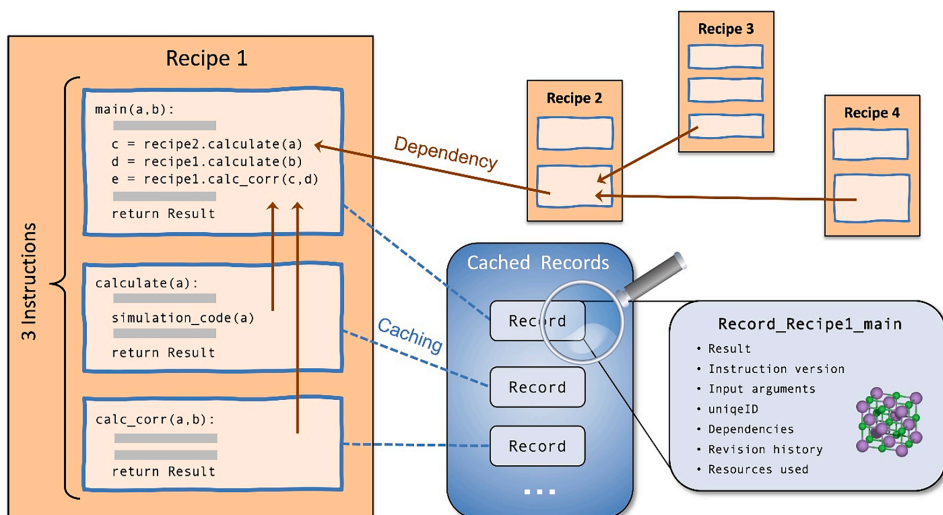 Recipe 1
main(a,b):
c = recipe2.calculate(a)
d = recipe1.calculate(b)
e = recipe1.calc_corr(c,d)
return Result
calculate(a):
simulation_code(a)
return Result
calc_corr(a,b):
return Result
3 Instructions
Dependency
Recipe 2
Recipe 3
Recipe 4
Caching
Cached Records
Record
Record
Record
...
Record_Recipe1_main
• Result
• Instruction version
• Input arguments
• uniqeID
• Dependencies
• Revision history
• Resources used